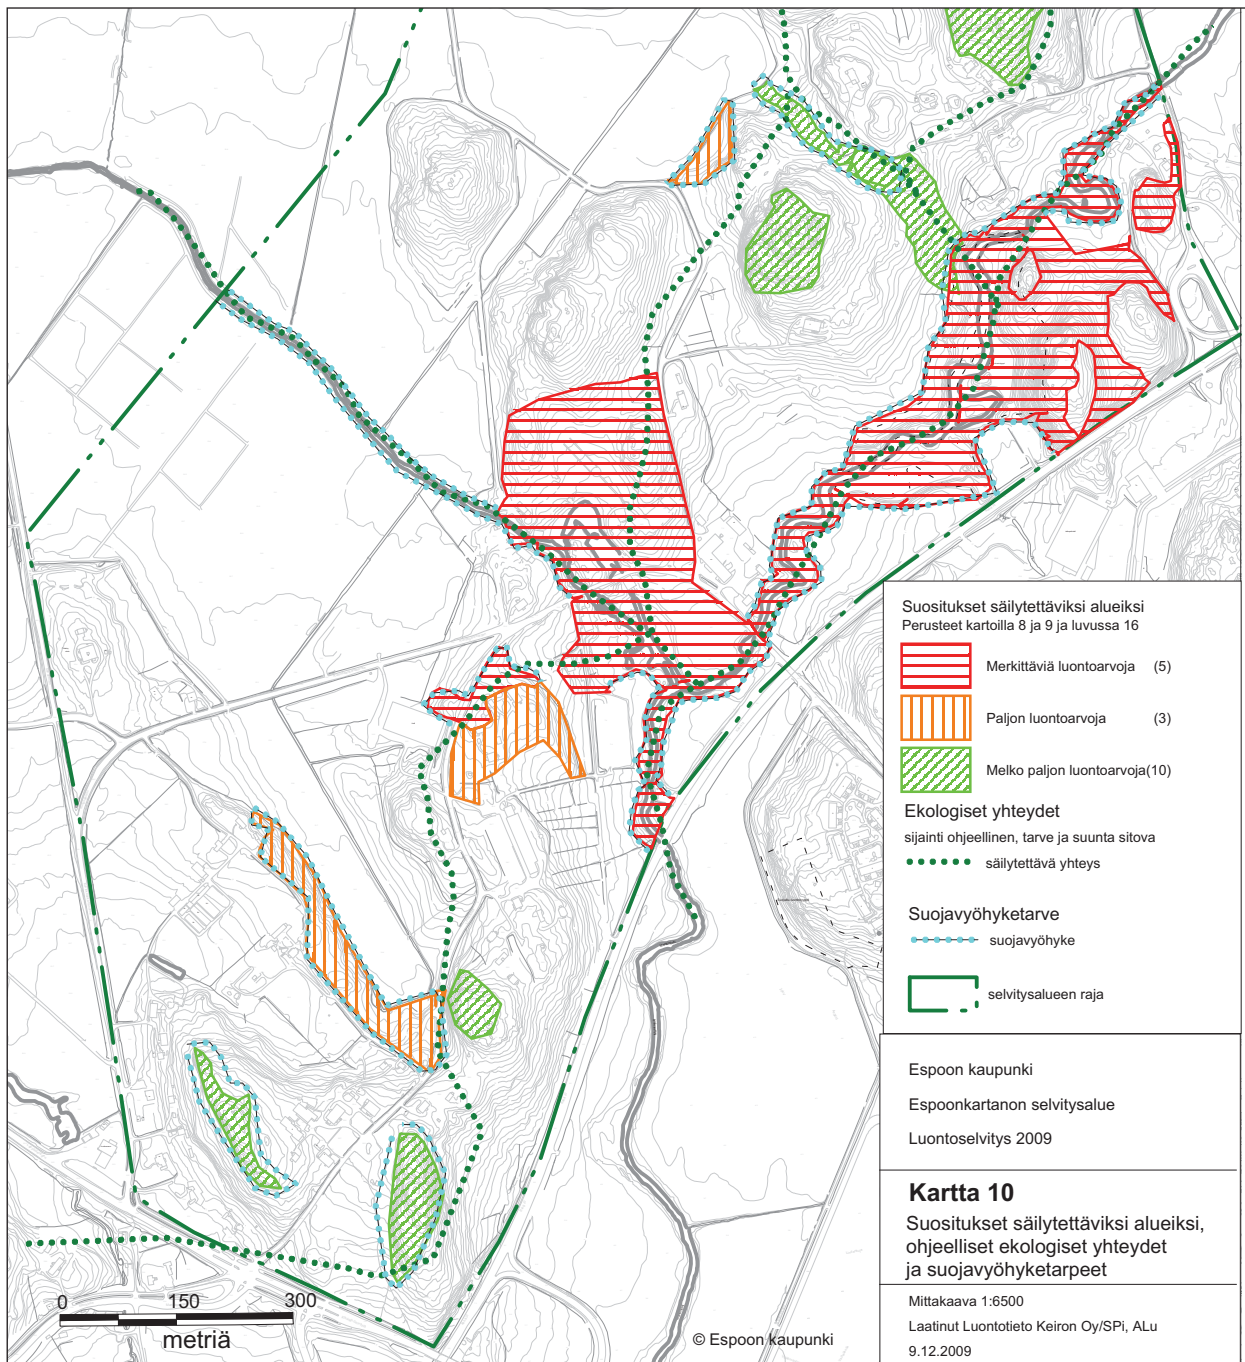 Suositukset säilytettäviksi alueiksi
Perusteet kartoilla 8 ja 9 ja luvussa 16
Merkittäviä luontoarvoja (5)
Paljon luontoarvoja (3)
Melko paljon luontoarvoja(10)
Ekologiset yhteydet
sijainti ohjeellinen, tarve ja suunta sitova
säilytettävä yhteys
Suojavyöhyketarve
suojavyöhyke
selvitysalueen raja
Espoon kaupunki
Espoonkartanon selvitysalue
Luontoselvitys 2009
Kartta 10
Suositukset säilytettäviksi alueiksi,
ohjeelliset ekologiset yhteydet
ja suojavyöhyketarpeet
Mittakaava 1:6500
Laatinut Luontotieto Keiron Oy/SPi, ALu
9.12.2009
0 150 300
metriä
© Espoon kaupunki